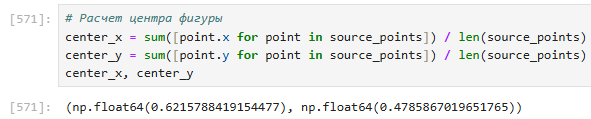 [571]: # Расчет центра фигуры
center_x = sum([point.x for point in source_points]) / len(source_points)
center_y = sum([point.y for point in source_points]) / len(source_points)
center_x, center_y
[571]: (np.float64(0.6215788419154477), np.float64(0.4785867019651765))